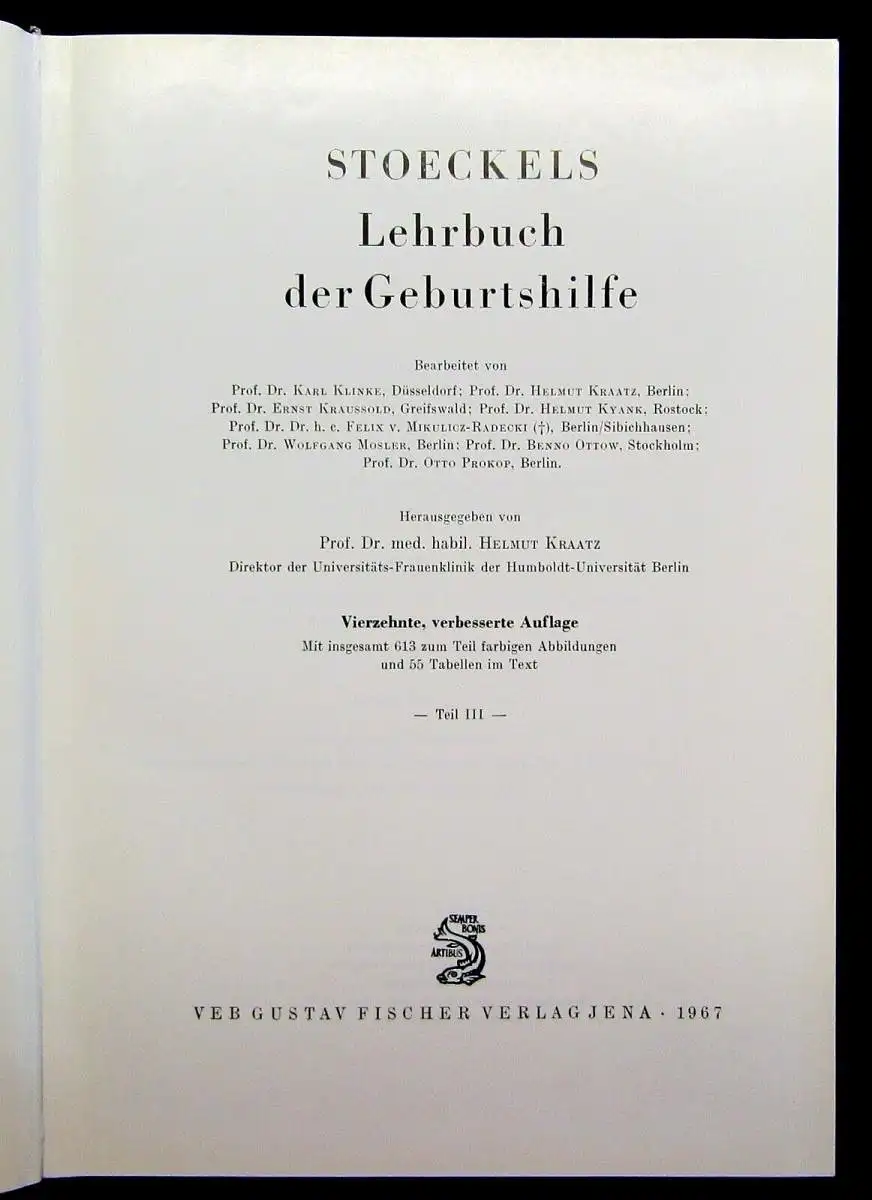 STOECKELS
Lehrbuch
der Geburtshilfe
Bearbeitet von
Prof. Dr. KARL KLINKE, Düsseldorf; Prof. Dr. HELMUT KRAATZ, Berlin;
Prof. Dr. ERNST KRAUSSOLD, Greifswald; Prof. Dr. HELMUT KYANK, Rostock;
Prof. Dr. Dr. h. c. FELIX V. MIKULICZ-RADECKI (†), Berlin/Sibichhausen;
Prof. Dr. WOLFGANG MOSLER, Berlin; Prof. Dr. BENNO OTTOW, Stockholm;
Prof. Dr. OTTO PROKOP, Berlin.
Herausgegeben von
Prof. Dr. med. habil. HELMUT KRAATZ
Direktor der Universitäts-Frauenklinik der Humboldt-Universität Berlin
Vierzehnte, verbesserte Auflage
Mit insgesamt 613 zum Teil farbigen Abbildungen
und 55 Tabellen im Text
— Teil III —
SEMPER
BONIS
ARTIBUS
VEB GUSTAV FISCHER VERLAG JENA · 1967